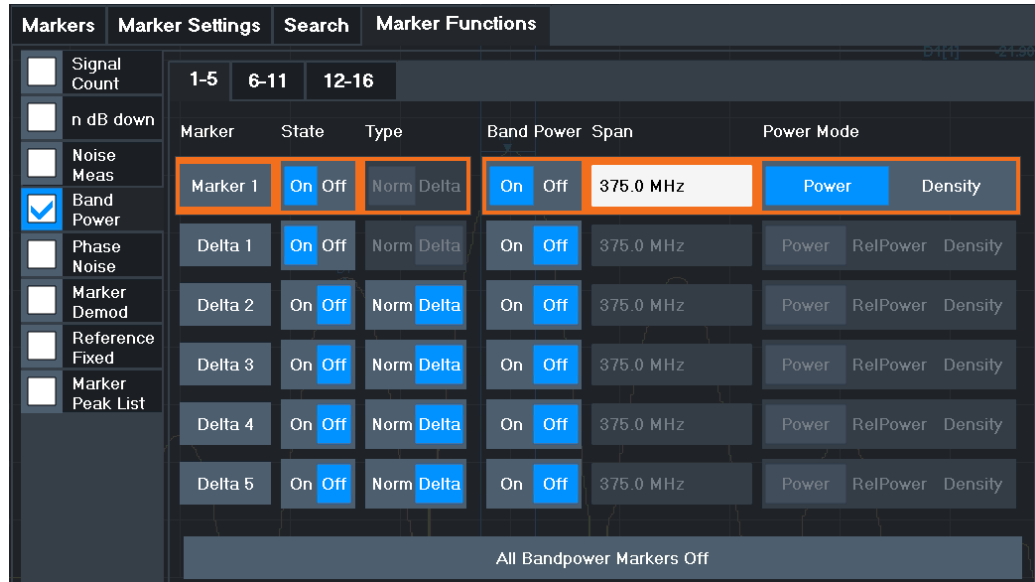 Markers Marker Settings Search Marker Functions
D1[1] -21.90
Signal
Count
n dB down
Noise
Meas
Band
Power
Phase
Noise
Marker
Demod
Reference
Fixed
Marker
Peak List
1-5 6-11 12-16
Marker State Type Band Power Span Power Mode
Marker 1 On Off Norm Delta On Off 375.0 MHz Power Density
Delta 1 On Off Norm Delta On Off 375.0 MHz Power RelPower Density
Delta 2 On Off Norm Delta On Off 375.0 MHz Power RelPower Density
Delta 3 On Off Norm Delta On Off 375.0 MHz Power RelPower Density
Delta 4 On Off Norm Delta On Off 375.0 MHz Power RelPower Density
Delta 5 On Off Norm Delta On Off 375.0 MHz Power RelPower Density
All Bandpower Markers Off